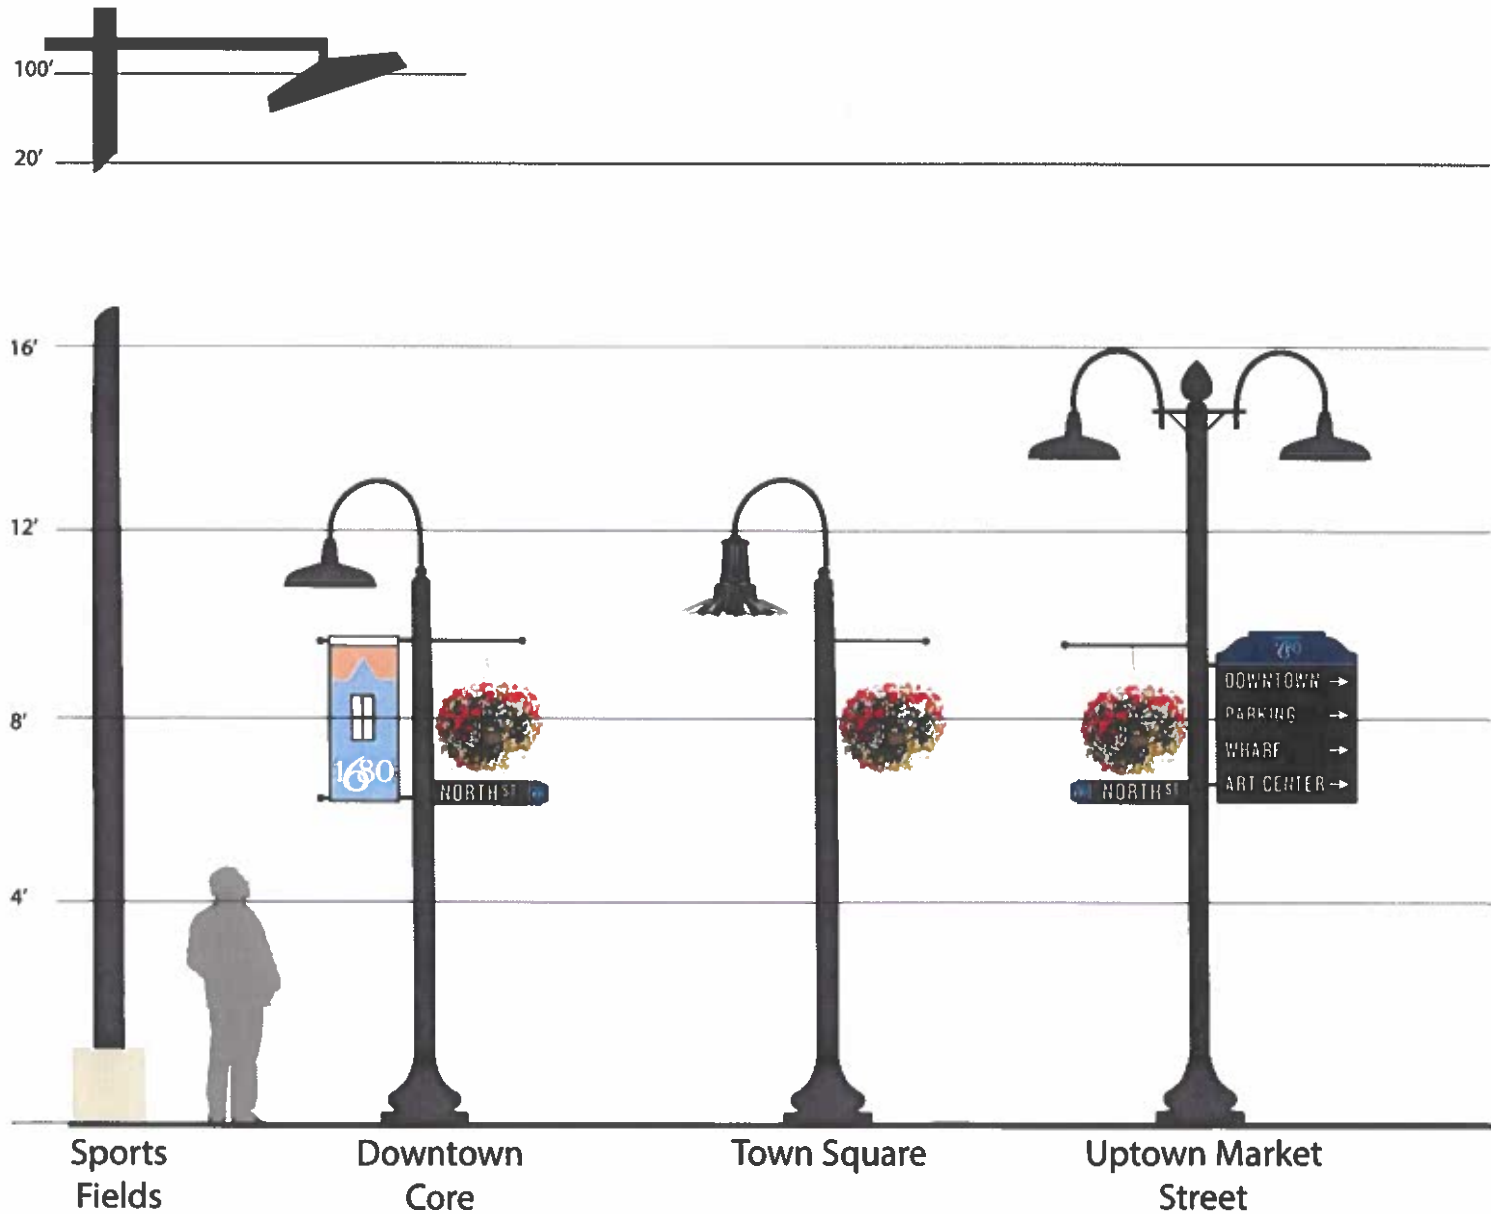 100'
20'
16'
12'
8'
4'
1680
NORTH ST
NORTH ST
DOWNTOWN
PARKING
WHARF
ART CENTER
Sports
Fields
Downtown
Core
Town Square
Uptown Market
Street